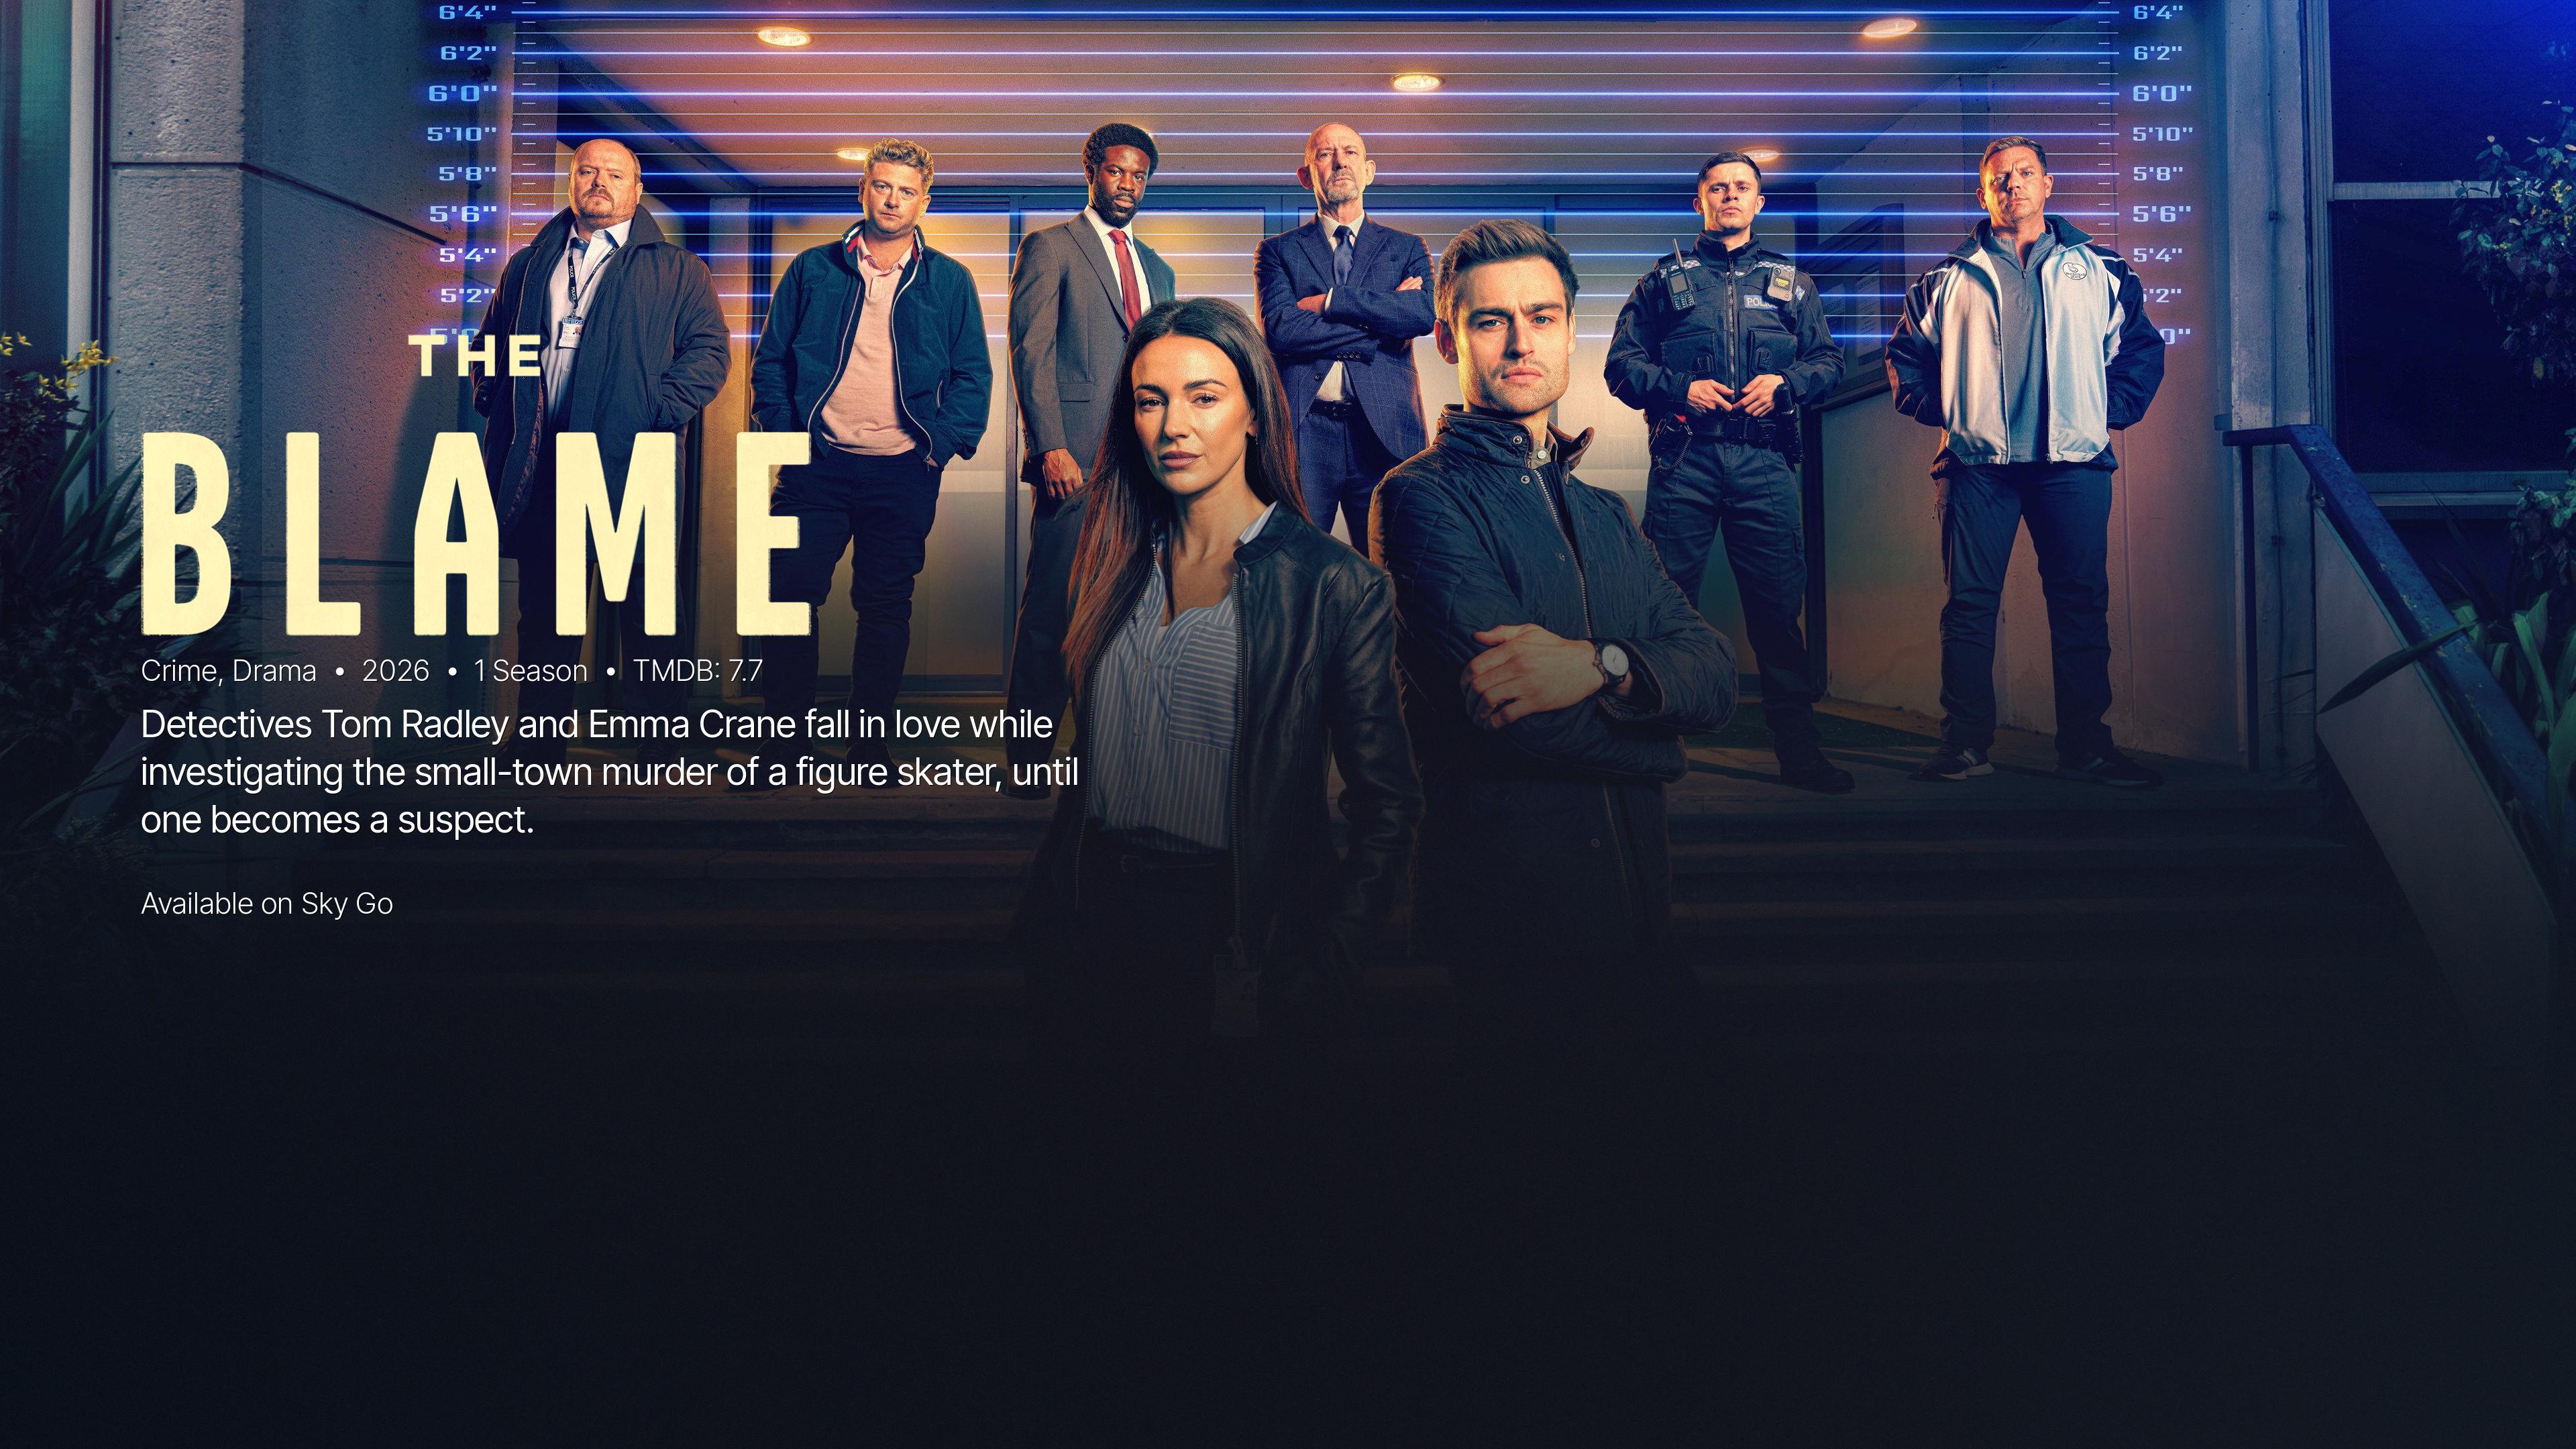 6'4" 6'4"
6'2" 6'2"
6'0" 6'0"
5'10" 5'10"
5'8" 5'8"
5'6" 5'6"
5'4" 5'4"
5'2"
THE
BLAME
Crime, Drama • 2026 • 1 Season • TMDB: 7.7
Detectives Tom Radley and Emma Crane fall in love while
investigating the small-town murder of a figure skater, until
one becomes a suspect.
Available on Sky Go